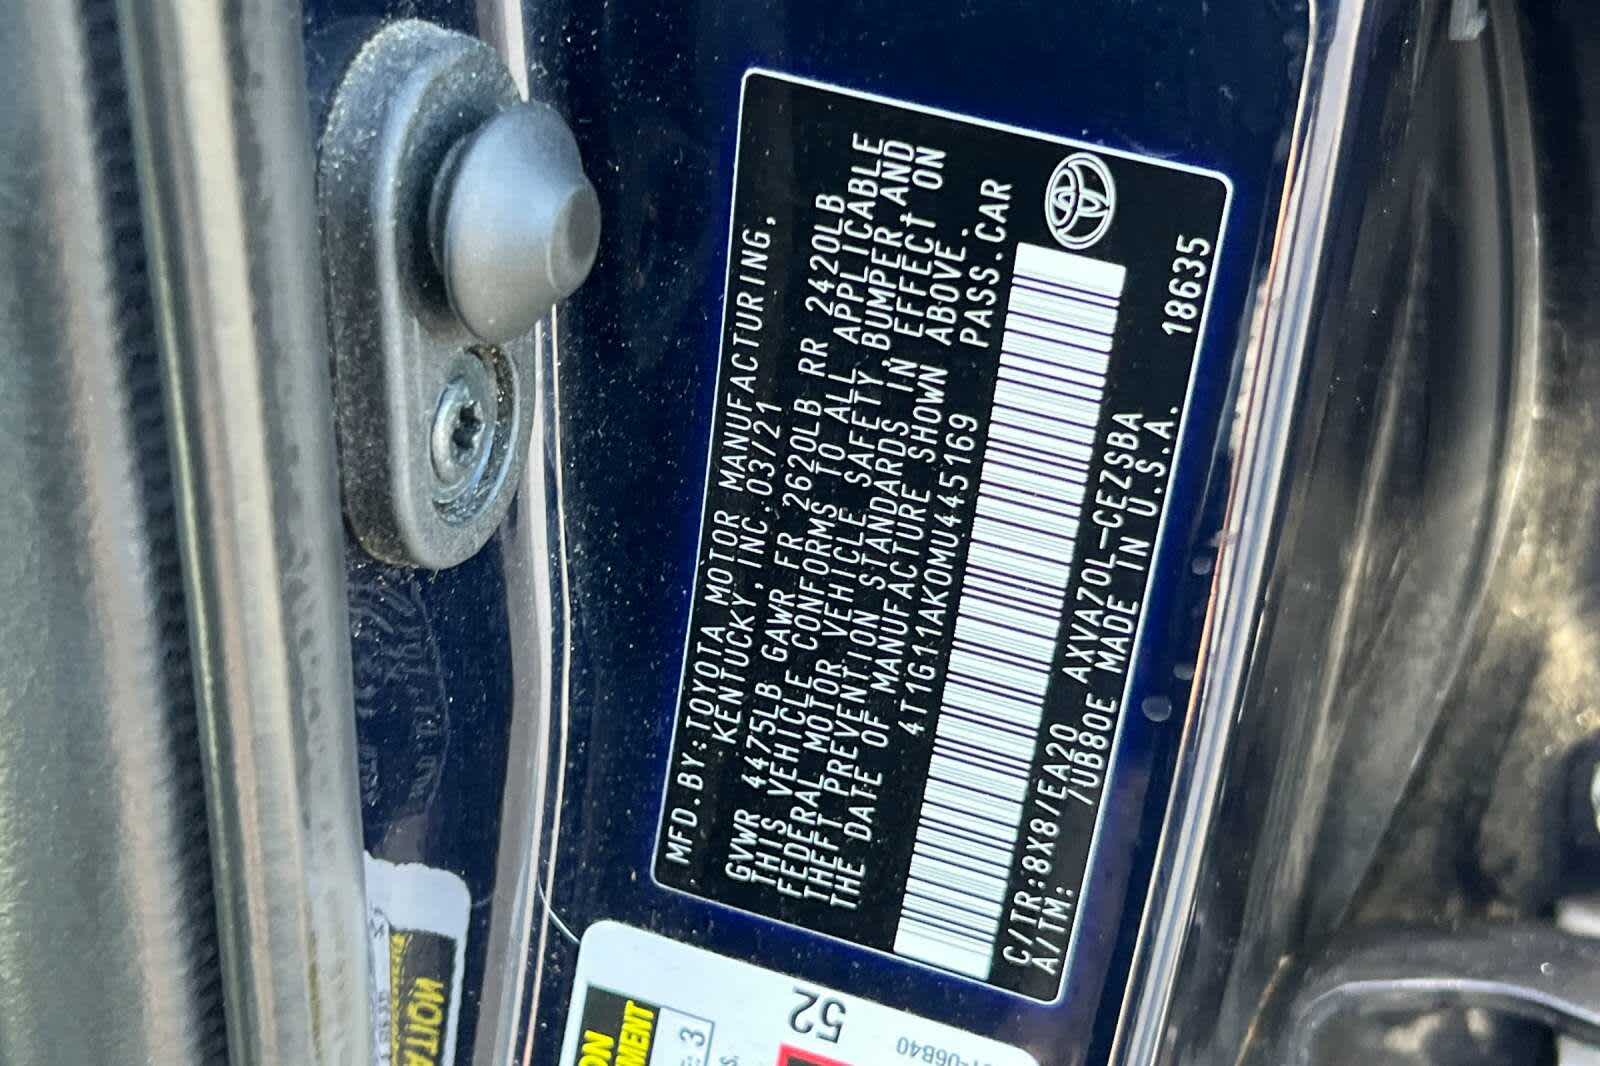 MFD.BY:TOYOTA MOTOR MANUFACTURING,
KENTUCKY, INC.03/21
GVWR 4475LB GAWR FR 2620LB RR 2420LB
THIS VEHICLE CONFORMS TO ALL APPLICABLE
FEDERAL MOTOR VEHICLE SAFETY,BUMPER,AND
THEFT PREVENTION STANDARDS IN EFFECT ON
THE DATE OF MANUFACTURE SHOWN ABOVE.
4T1G11AK0MU445169 PASS.CAR
C/TR:8X8/EA20 AXVA70L-CEZSBA 18635
A/TM: /UB80E MADE IN U.S.A.
52
3
06B40